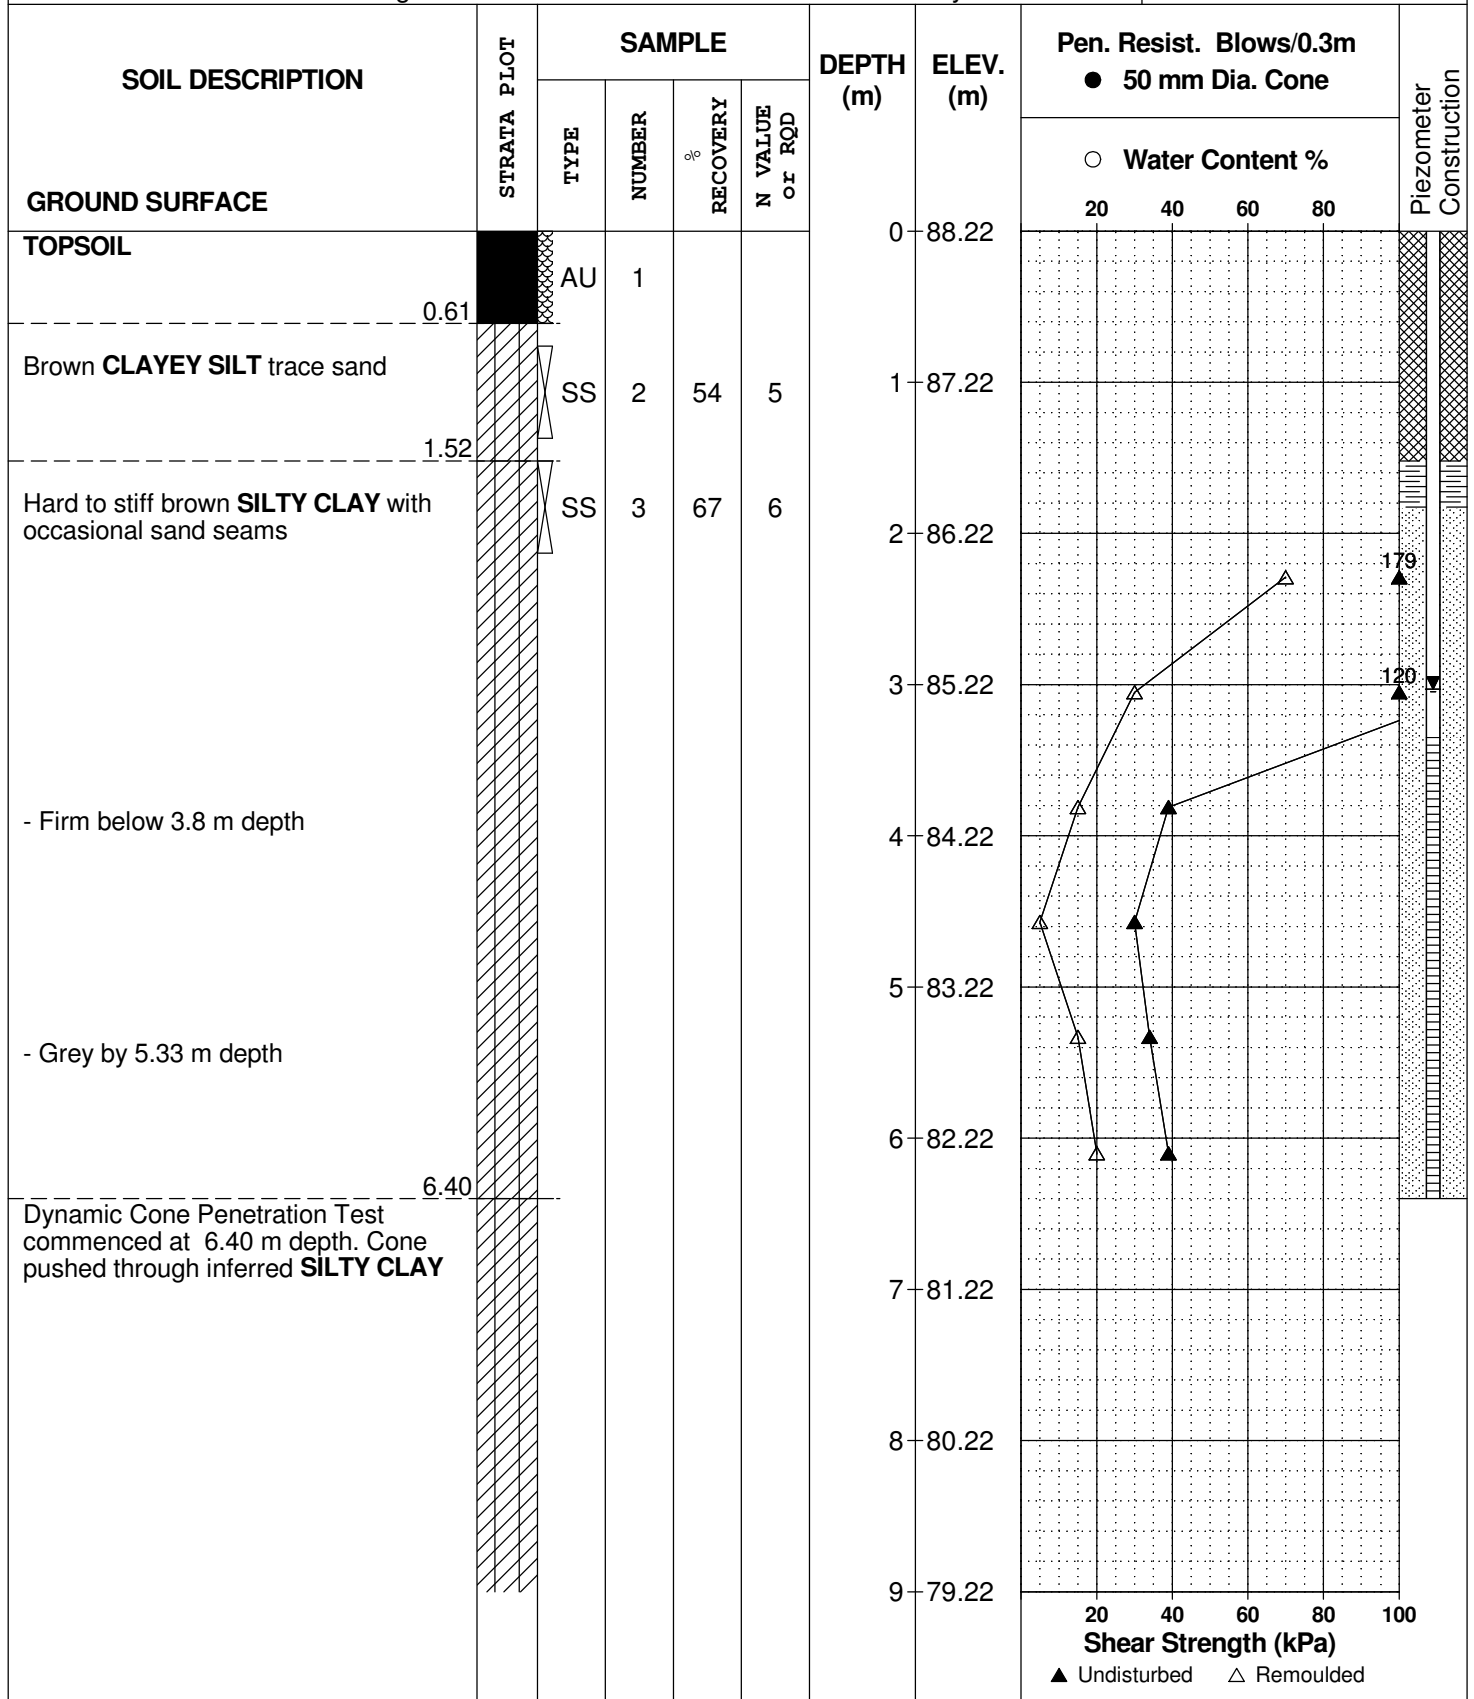 SOIL DESCRIPTION
GROUND SURFACE
STRATA PLOT
SAMPLE
TYPE
NUMBER
%
RECOVERY
N VALUE
or RQD
DEPTH
(m)
ELEV.
(m)
Pen. Resist. Blows/0.3m
● 50 mm Dia. Cone
○ Water Content %
20 40 60 80
Piezometer
Construction
TOPSOIL
0.61
AU 1
0 88.22
Brown CLAYEY SILT trace sand
1.52
SS 2 54 5
1 87.22
Hard to stiff brown SILTY CLAY with
occasional sand seams
SS 3 67 6
2 86.22
179
3 85.22
120
- Firm below 3.8 m depth
4 84.22
5 83.22
- Grey by 5.33 m depth
6 82.22
6.40
Dynamic Cone Penetration Test
commenced at 6.40 m depth. Cone
pushed through inferred SILTY CLAY
7 81.22
8 80.22
9 79.22
20 40 60 80 100
Shear Strength (kPa)
▲ Undisturbed △ Remoulded